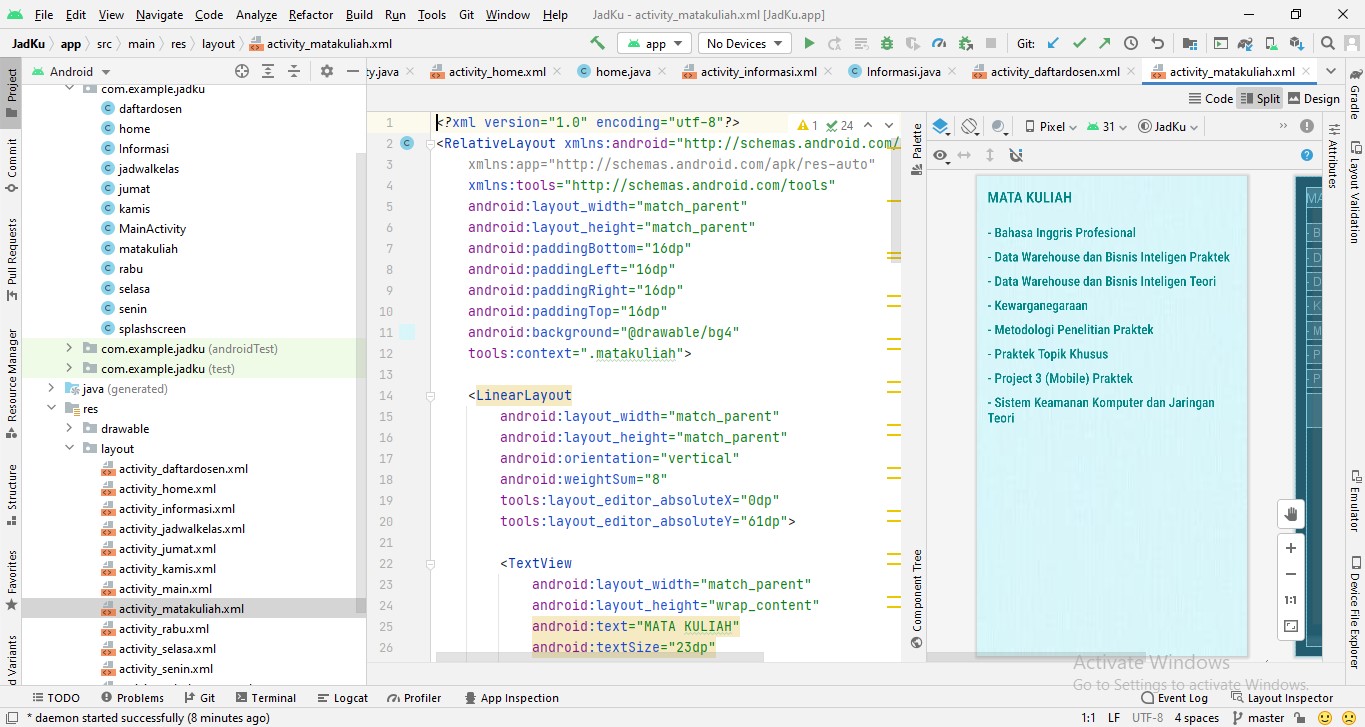 File Edit View Navigate Code Analyze Refactor Build Run Tools Git Window Help JadKu - activity_matakuliah.xml [JadKu.app]
JadKu app src main res layout activity_matakuliah.xml app No Devices Git:
Android ty.java activity_home.xml home.java activity_informasi.xml Informasi.java activity_daftardosen.xml activity_matakuliah.xml
Code Split Design
Project
Commit
Pull Requests
Resource Manager
Structure
Favorites
d Variants
com.example.jadku
daftardosen
home
Informasi
jadwalkelas
jumat
kamis
MainActivity
matakuliah
rabu
selasa
senin
splashscreen
com.example.jadku (androidTest)
com.example.jadku (test)
java (generated)
res
drawable
layout
activity_daftardosen.xml
activity_home.xml
activity_informasi.xml
activity_jadwalkelas.xml
activity_jumat.xml
activity_kamis.xml
activity_main.xml
activity_matakuliah.xml
activity_rabu.xml
activity_selasa.xml
activity_senin.xml
1 <?xml version="1.0" encoding="utf-8"?> 1 24
2 <RelativeLayout xmlns:android="http://schemas.android.com/
3 xmlns:app="http://schemas.android.com/apk/res-auto"
4 xmlns:tools="http://schemas.android.com/tools"
5 android:layout_width="match_parent"
6 android:layout_height="match_parent"
7 android:paddingBottom="16dp"
8 android:paddingLeft="16dp"
9 android:paddingRight="16dp"
10 android:paddingTop="16dp"
11 android:background="@drawable/bg4"
12 tools:context=".matakuliah">
13
14 <LinearLayout
15 android:layout_width="match_parent"
16 android:layout_height="match_parent"
17 android:orientation="vertical"
18 android:weightSum="8"
19 tools:layout_editor_absoluteX="0dp"
20 tools:layout_editor_absoluteY="61dp">
21
22 <TextView
23 android:layout_width="match_parent"
24 android:layout_height="wrap_content"
25 android:text="MATA KULIAH"
26 android:textSize="23dp"
Palette
Component Tree
Pixel 31 JadKu
MATA KULIAH
- Bahasa Inggris Profesional
- Data Warehouse dan Bisnis Inteligen Praktek
- Data Warehouse dan Bisnis Inteligen Teori
- Kewarganegaraan
- Metodologi Penelitian Praktek
- Praktek Topik Khusus
- Project 3 (Mobile) Praktek
- Sistem Keamanan Komputer dan Jaringan
Teori
MA
- B
- D
- D
- K
- M
- P
- P
1:1
Attributes
Gradle
Layout Validation
Emulator
Device File Explorer
Activate Windows
Go to Settings to activate Windows.
TODO Problems Git Terminal Logcat Profiler App Inspection Event Log Layout Inspector
* daemon started successfully (8 minutes ago) 1:1 LF UTF-8 4 spaces master